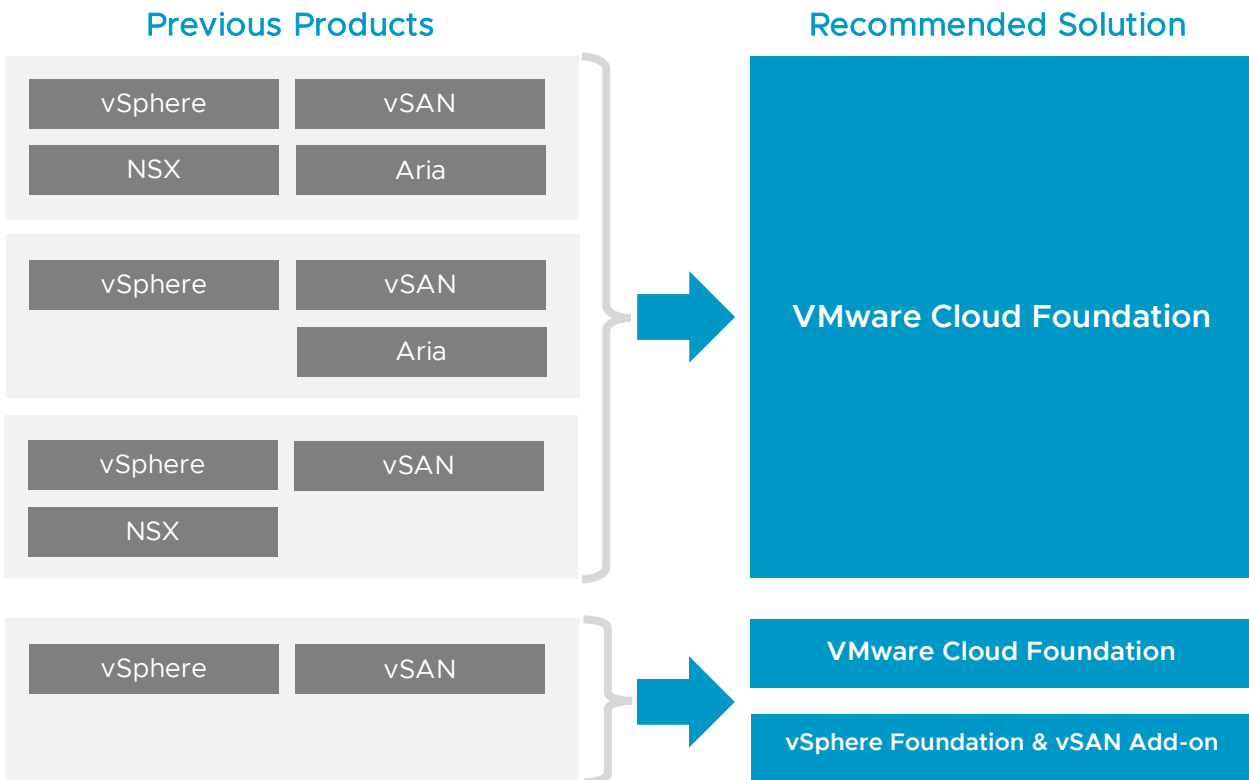 Previous Products
Recommended Solution
vSphere
vSAN
NSX
Aria
vSphere
vSAN
Aria
vSphere
vSAN
NSX
VMware Cloud Foundation
vSphere
vSAN
VMware Cloud Foundation
vSphere Foundation & vSAN Add-on